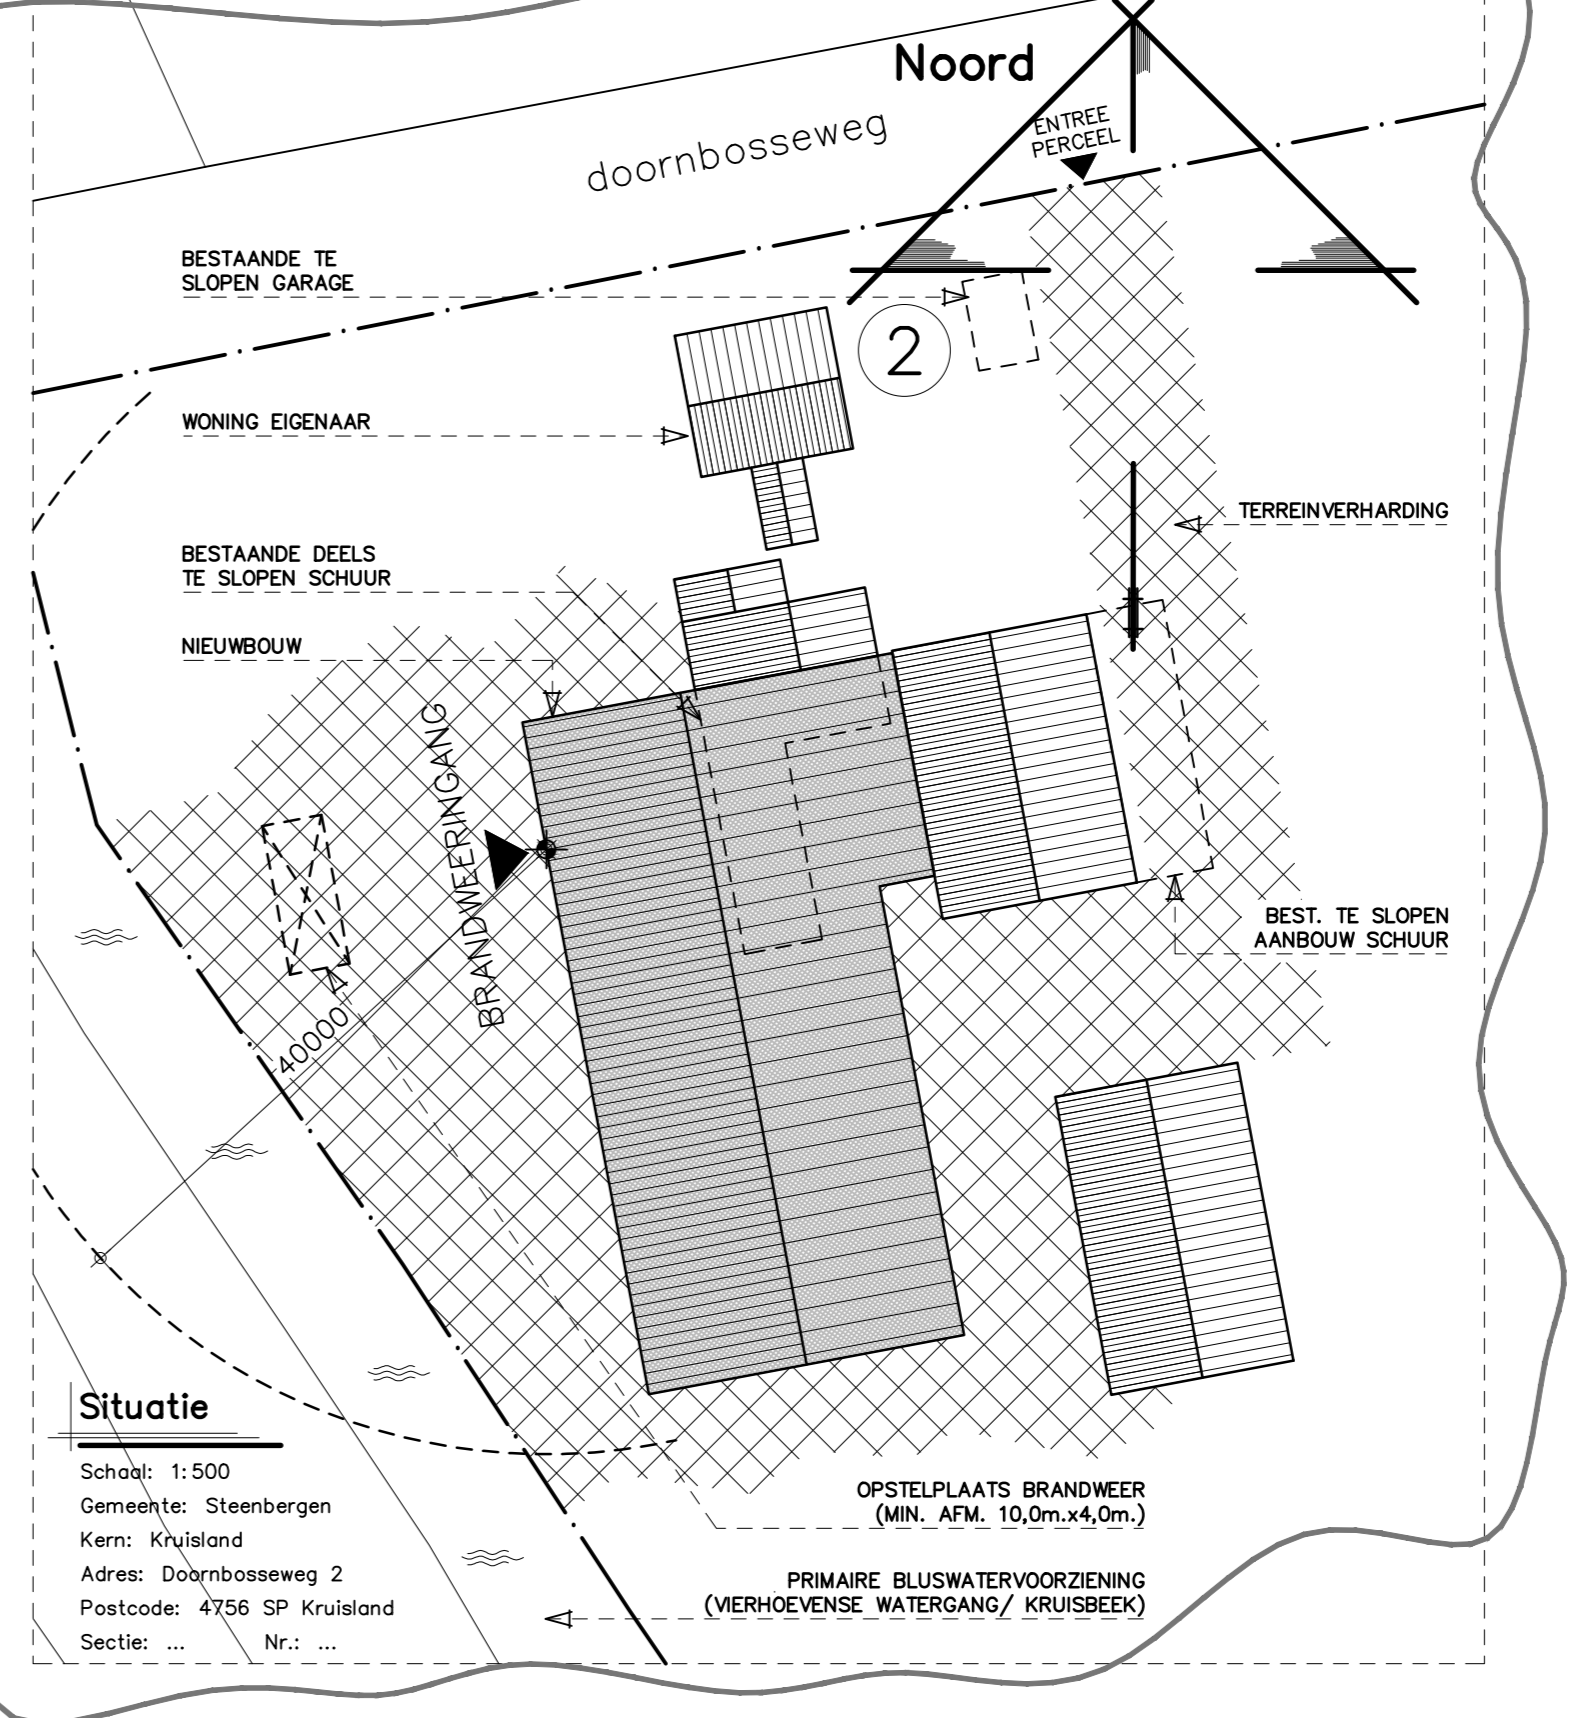 Noord
ENTREE
PERCEEL
doornbosseweg
BESTAANDE TE
SLOPEN GARAGE
2
WONING EIGENAAR
TERREINVERHARDING
BESTAANDE DEELS
TE SLOPEN SCHUUR
NIEUWBOUW
BRANDWEERINGANG
BEST. TE SLOPEN
AANBOUW SCHUUR
40000
Situatie
Schaal: 1:500
Gemeente: Steenbergen
Kern: Kruisland
Adres: Doornbosseweg 2
Postcode: 4756 SP Kruisland
Sectie: ... Nr.: ...
OPSTELPLAATS BRANDWEER
(MIN. AFM. 10,0m.x4,0m.)
PRIMAIRE BLUSWATERVOORZIENING
(VIERHOEVENSE WATERGANG/ KRUISBEEK)